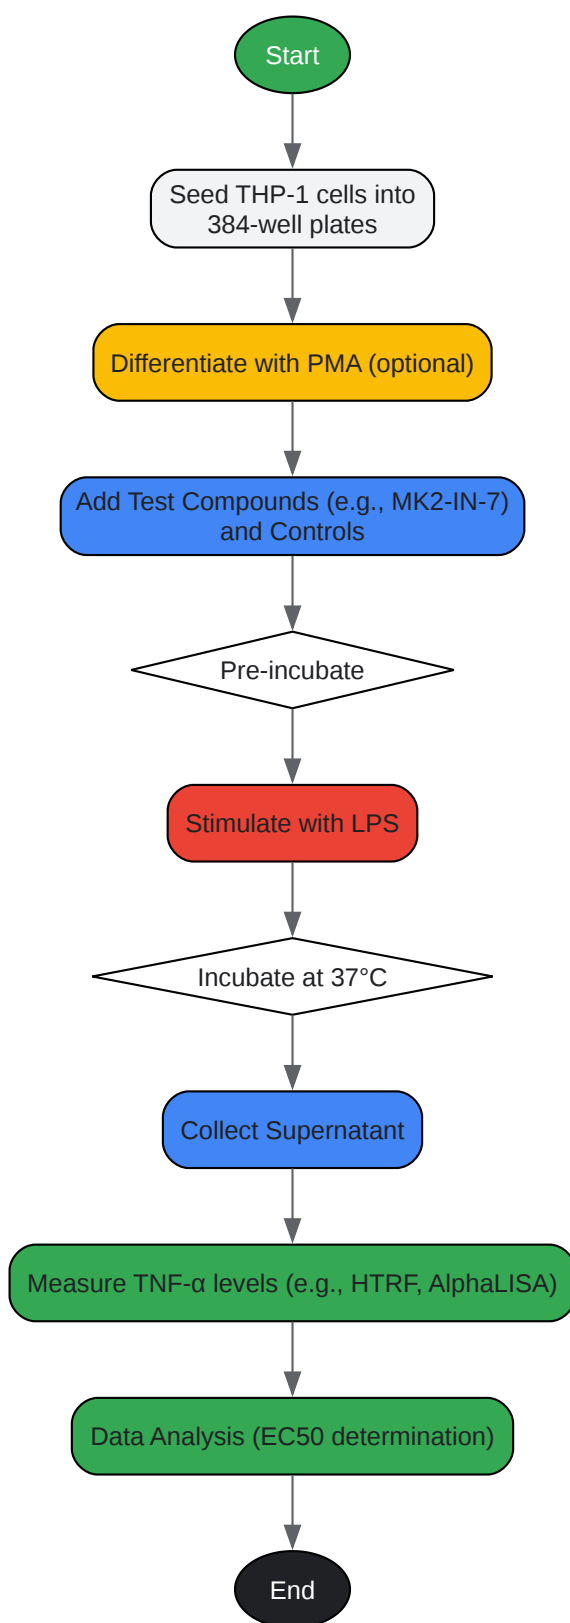 Start
Seed THP-1 cells into
384-well plates
Differentiate with PMA (optional)
Add Test Compounds (e.g., MK2-IN-7)
and Controls
Pre-incubate
Stimulate with LPS
Incubate at 37°C
Collect Supernatant
Measure TNF-α levels (e.g., HTRF, AlphaLISA)
Data Analysis (EC50 determination)
End